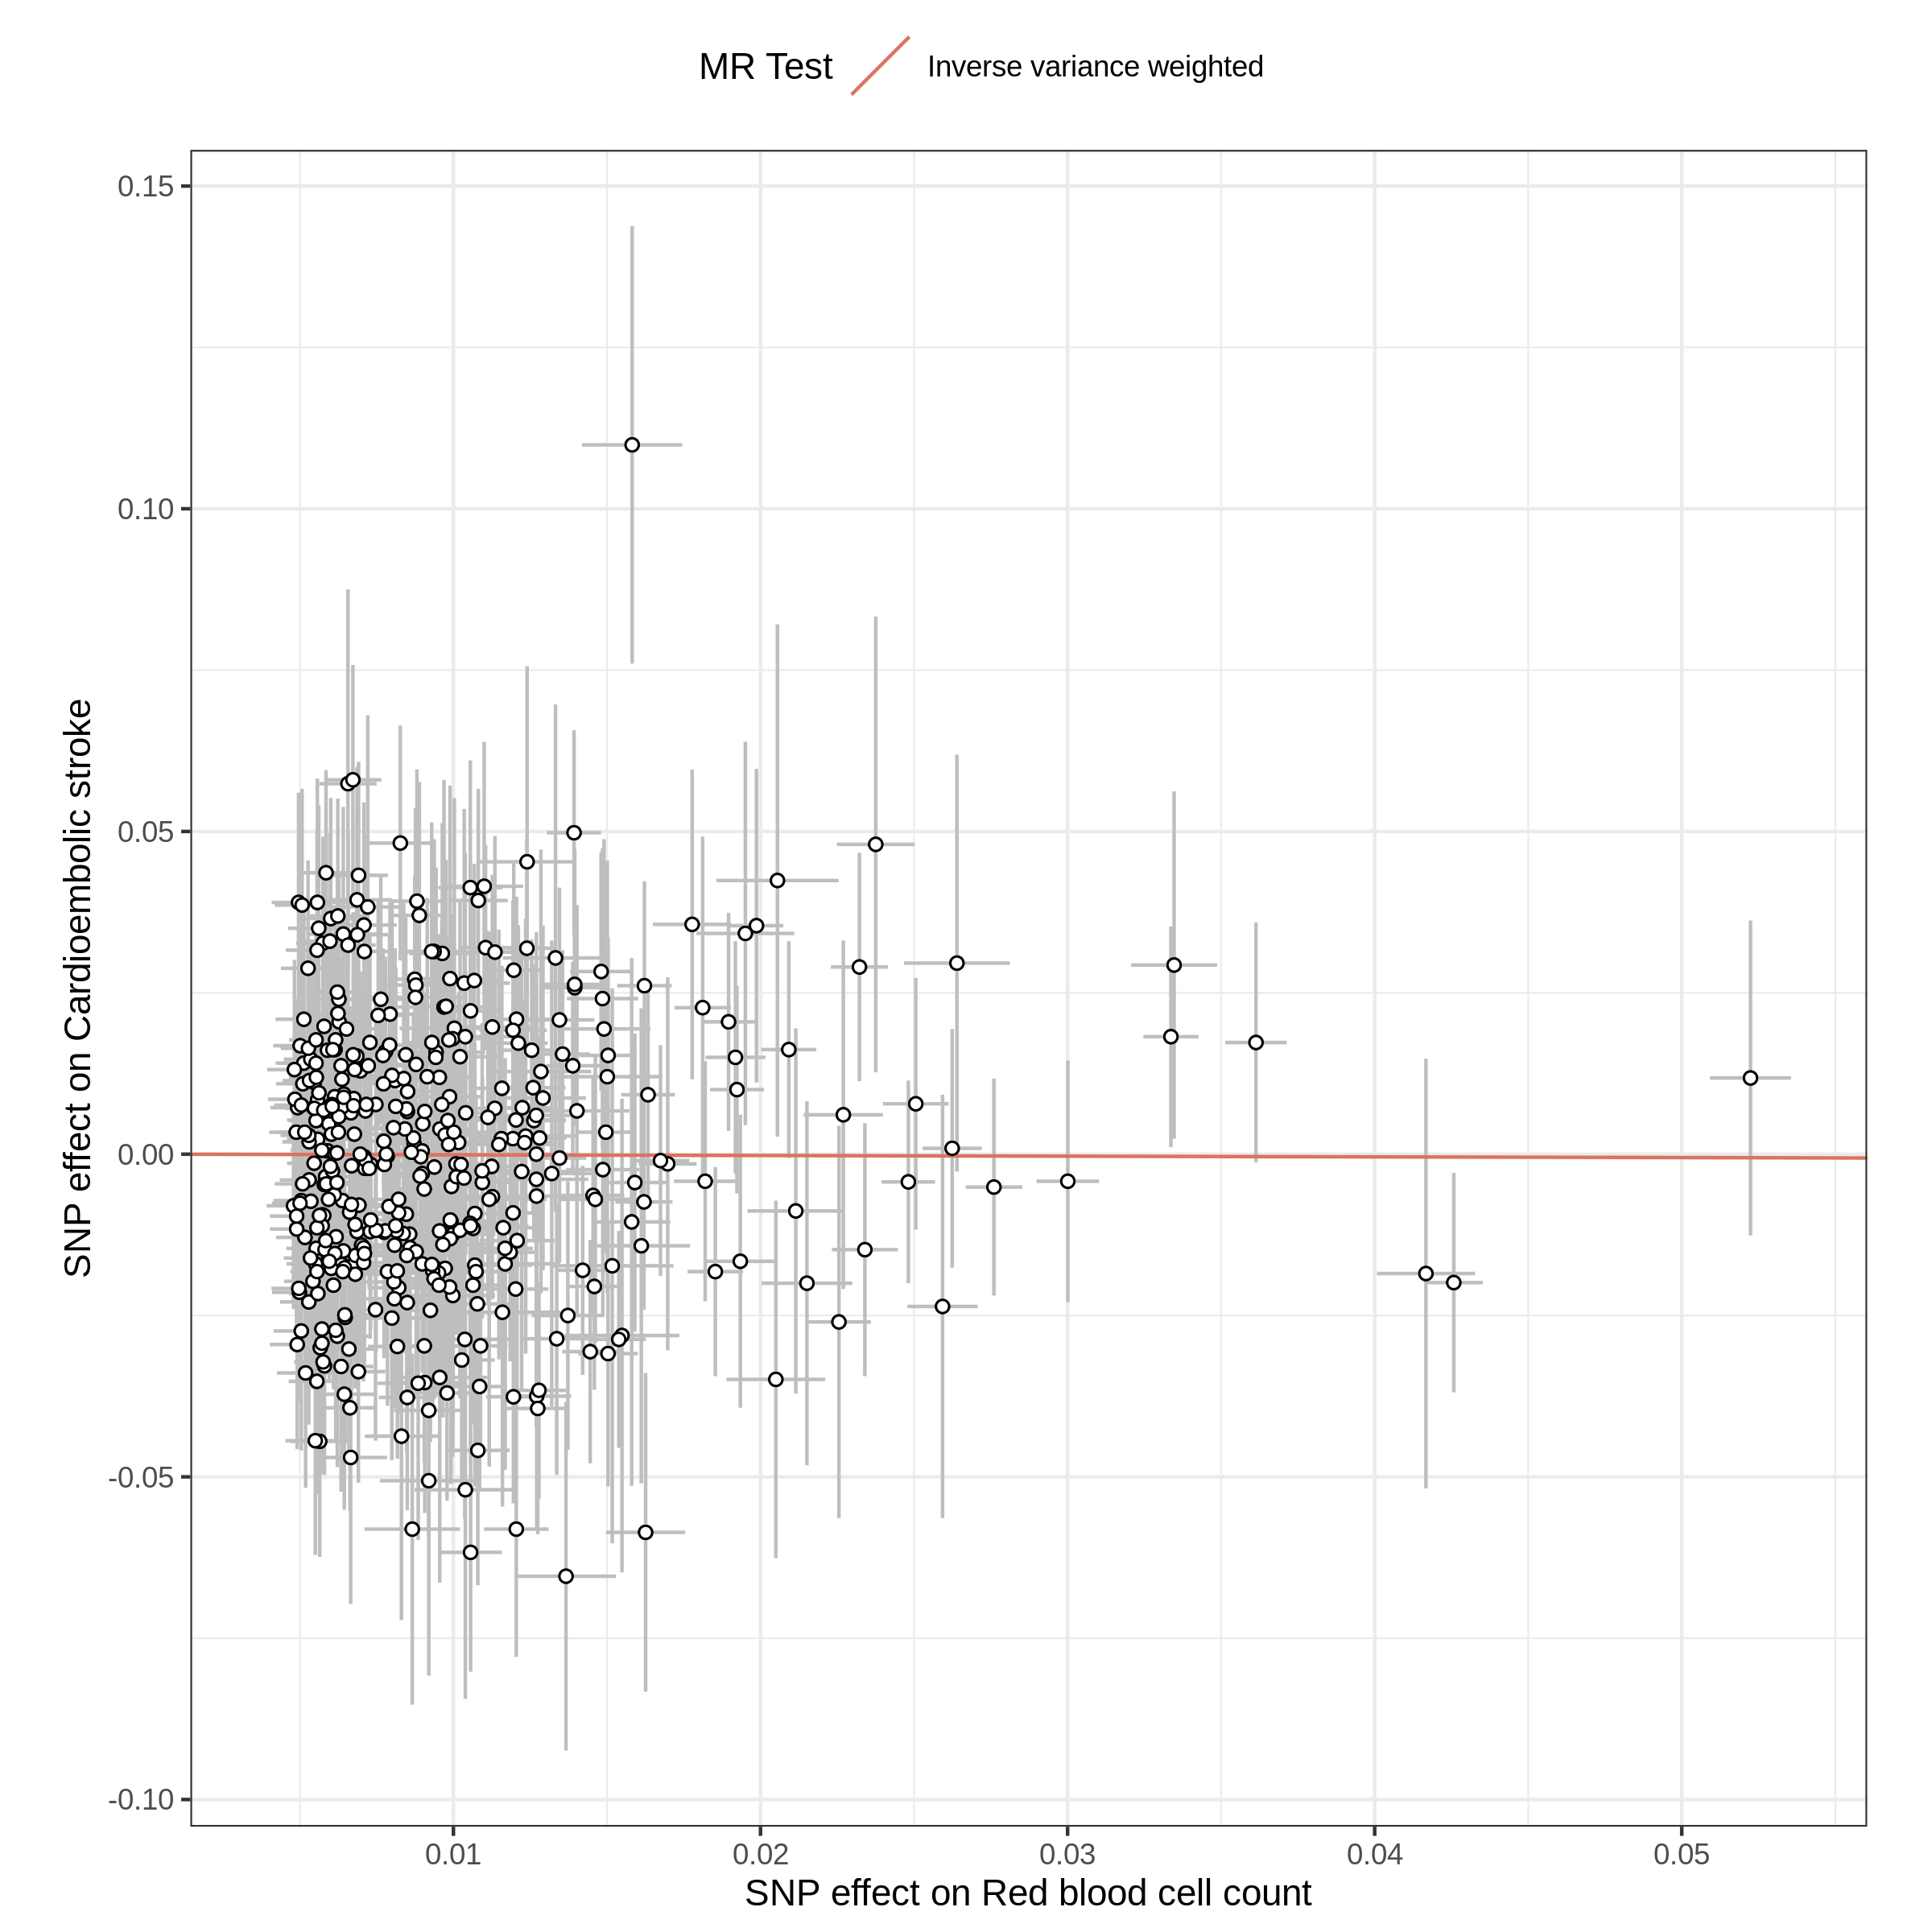 MR Test Inverse variance weighted
SNP effect on Cardioembolic stroke
0.15
0.10
0.05
0.00
-0.05
-0.10
0.01 0.02 0.03 0.04 0.05
SNP effect on Red blood cell count